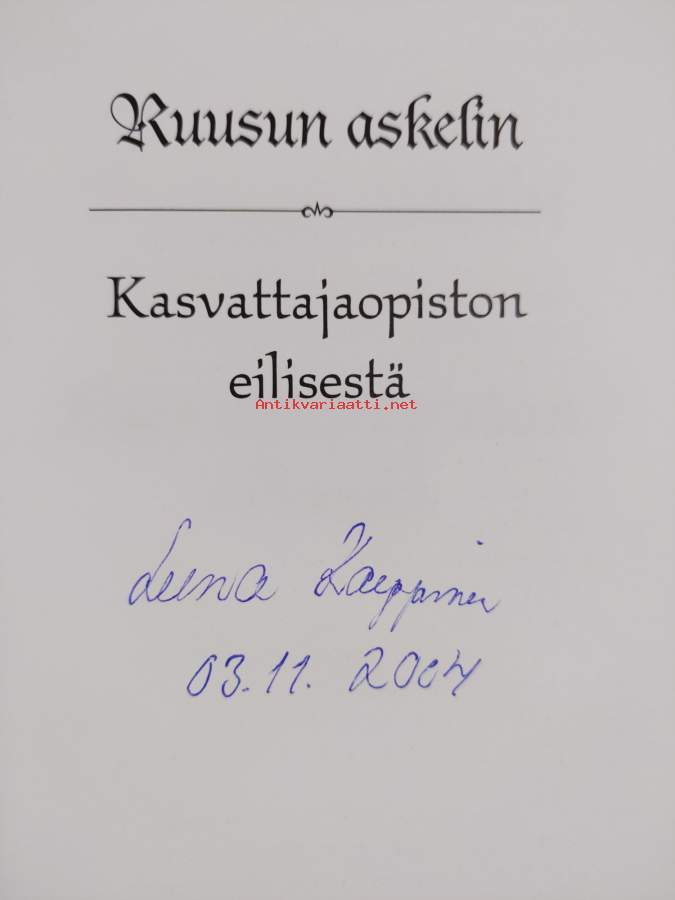 Ruusun askelin
Kasvattajaopiston
eilisestä
Antikvariaatti.net
Leena
03.11. 2004